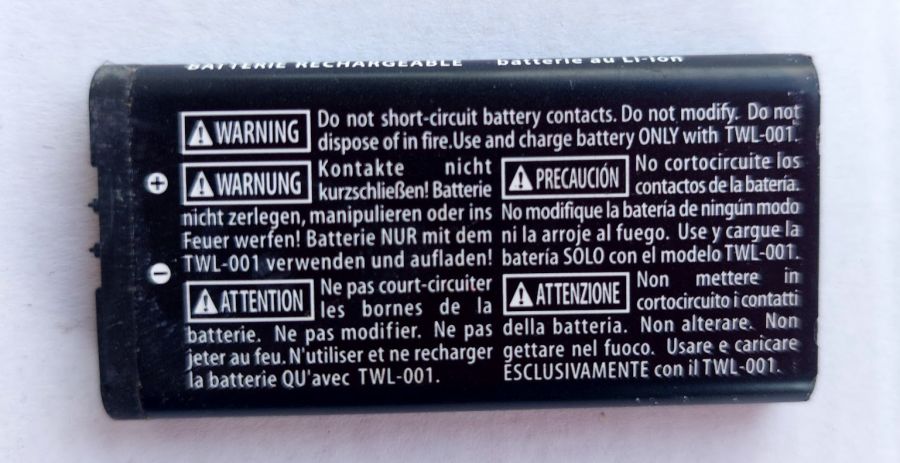 BATTERIE RECHARGEABLE batterie au Li-ion
WARNING Do not short-circuit battery contacts. Do not modify. Do not
dispose of in fire.Use and charge battery ONLY with TWL-001.
WARNUNG Kontakte nicht
kurzschließen! Batterie
nicht zerlegen, manipulieren oder ins
Feuer werfen! Batterie NUR mit dem
TWL-001 verwenden und aufladen!
PRECAUCIÓN No cortocircuite los
contactos de la batería.
No modifique la batería de ningún modo
ni la arroje al fuego. Use y cargue la
batería SOLO con el modelo TWL-001.
ATTENTION Ne pas court-circuiter
les bornes de la
batterie. Ne pas modifier. Ne pas
jeter au feu. N'utiliser et ne recharger
la batterie QU'avec TWL-001.
ATTENZIONE Non mettere in
cortocircuito i contatti
della batteria. Non alterare. Non
gettare nel fuoco. Usare e caricare
ESCLUSIVAMENTE con il TWL-001.
+
−